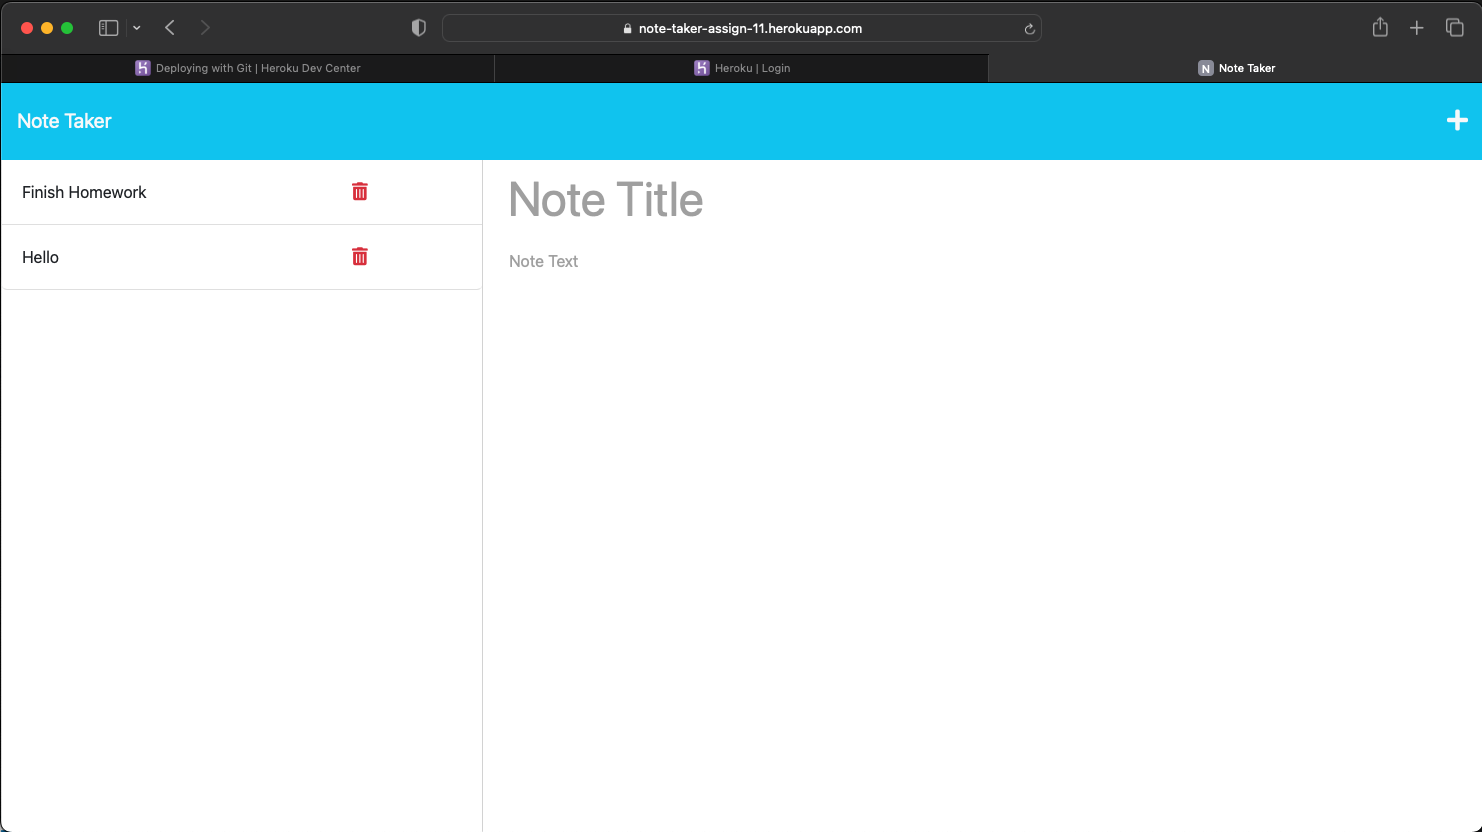 note-taker-assign-11.herokuapp.com
Deploying with Git | Heroku Dev Center
Heroku | Login
N Note Taker
Note Taker
Finish Homework
Hello
Note Title
Note Text